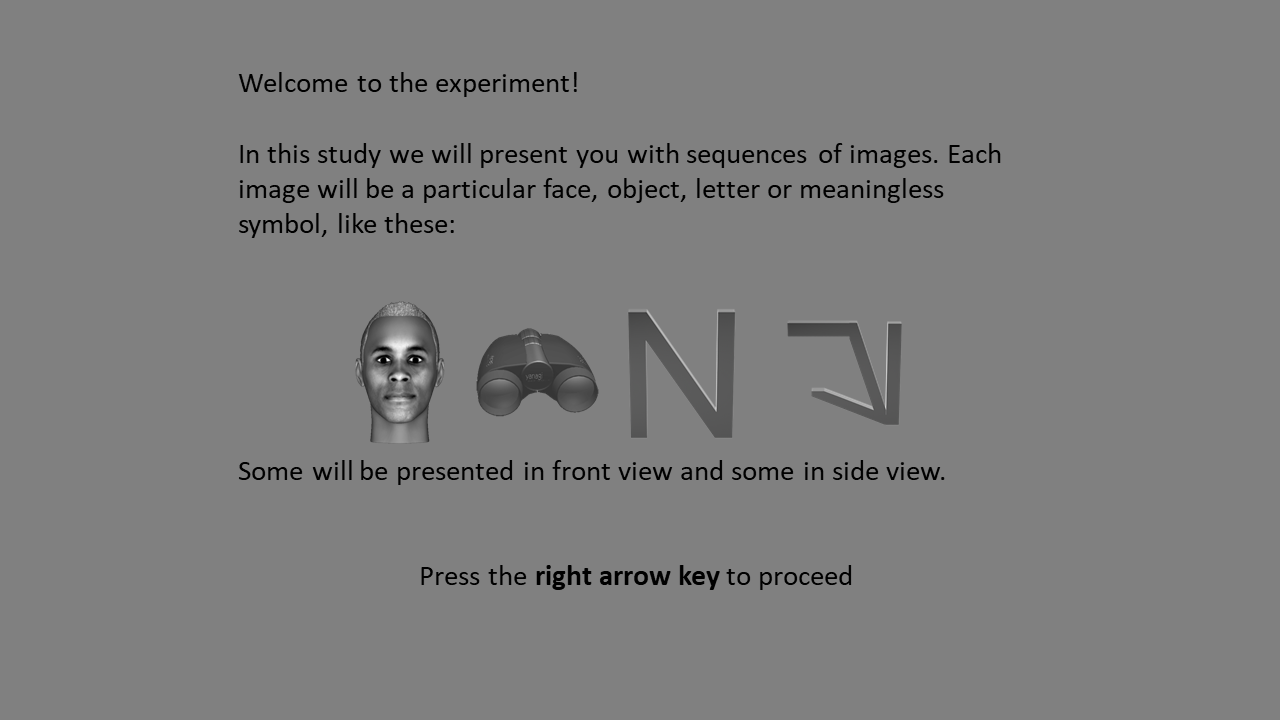 Welcome to the experiment!
In this study we will present you with sequences of images. Each
image will be a particular face, object, letter or meaningless
symbol, like these:
N
Some will be presented in front view and some in side view.
Press the right arrow key to proceed